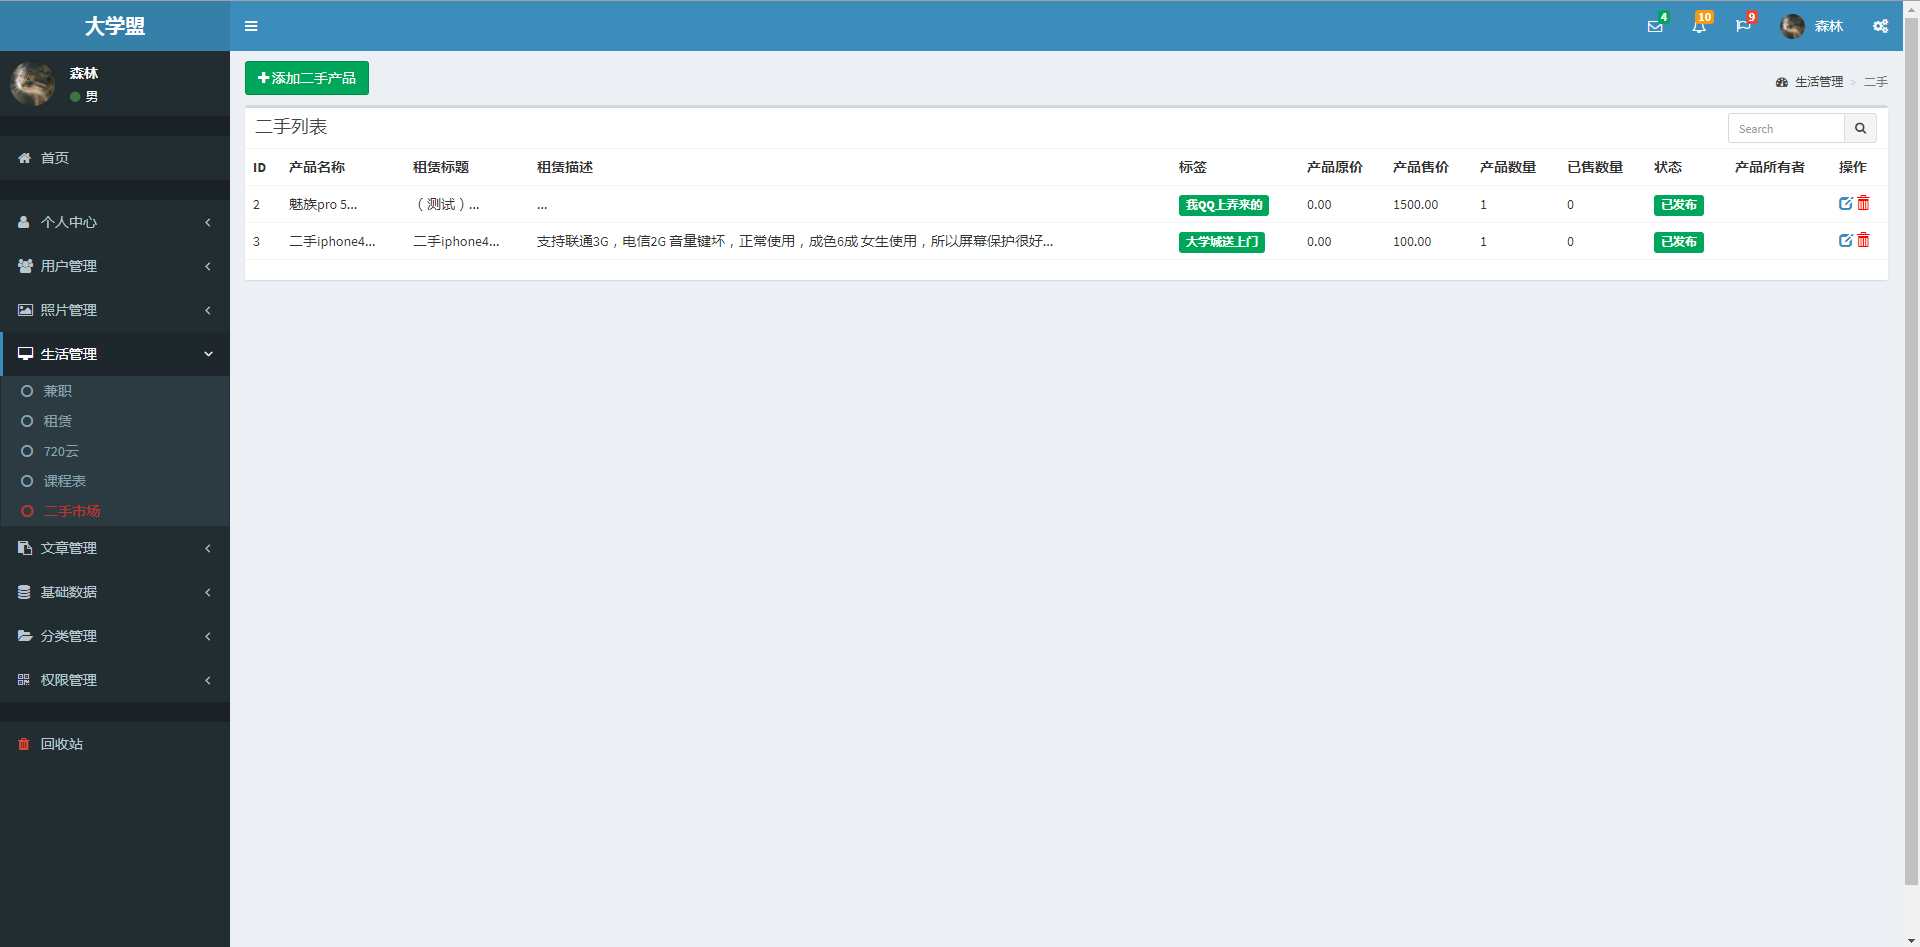 大学盟
4
10
9
森林
森林
男
首页
个人中心
用户管理
照片管理
生活管理
兼职
租赁
720云
课程表
二手市场
文章管理
基础数据
分类管理
权限管理
回收站
添加二手产品
生活管理 > 二手
二手列表
Search
ID 产品名称 租赁标题 租赁描述 标签 产品原价 产品售价 产品数量 已售数量 状态 产品所有者 操作
2 魅族pro 5... （测试）... ... 我QQ上弄来的 0.00 1500.00 1 0 已发布
3 二手iphone4... 二手iphone4... 支持联通3G，电信2G 音量键坏，正常使用，成色6成 女生使用，所以屏幕保护很好... 大学城送上门 0.00 100.00 1 0 已发布